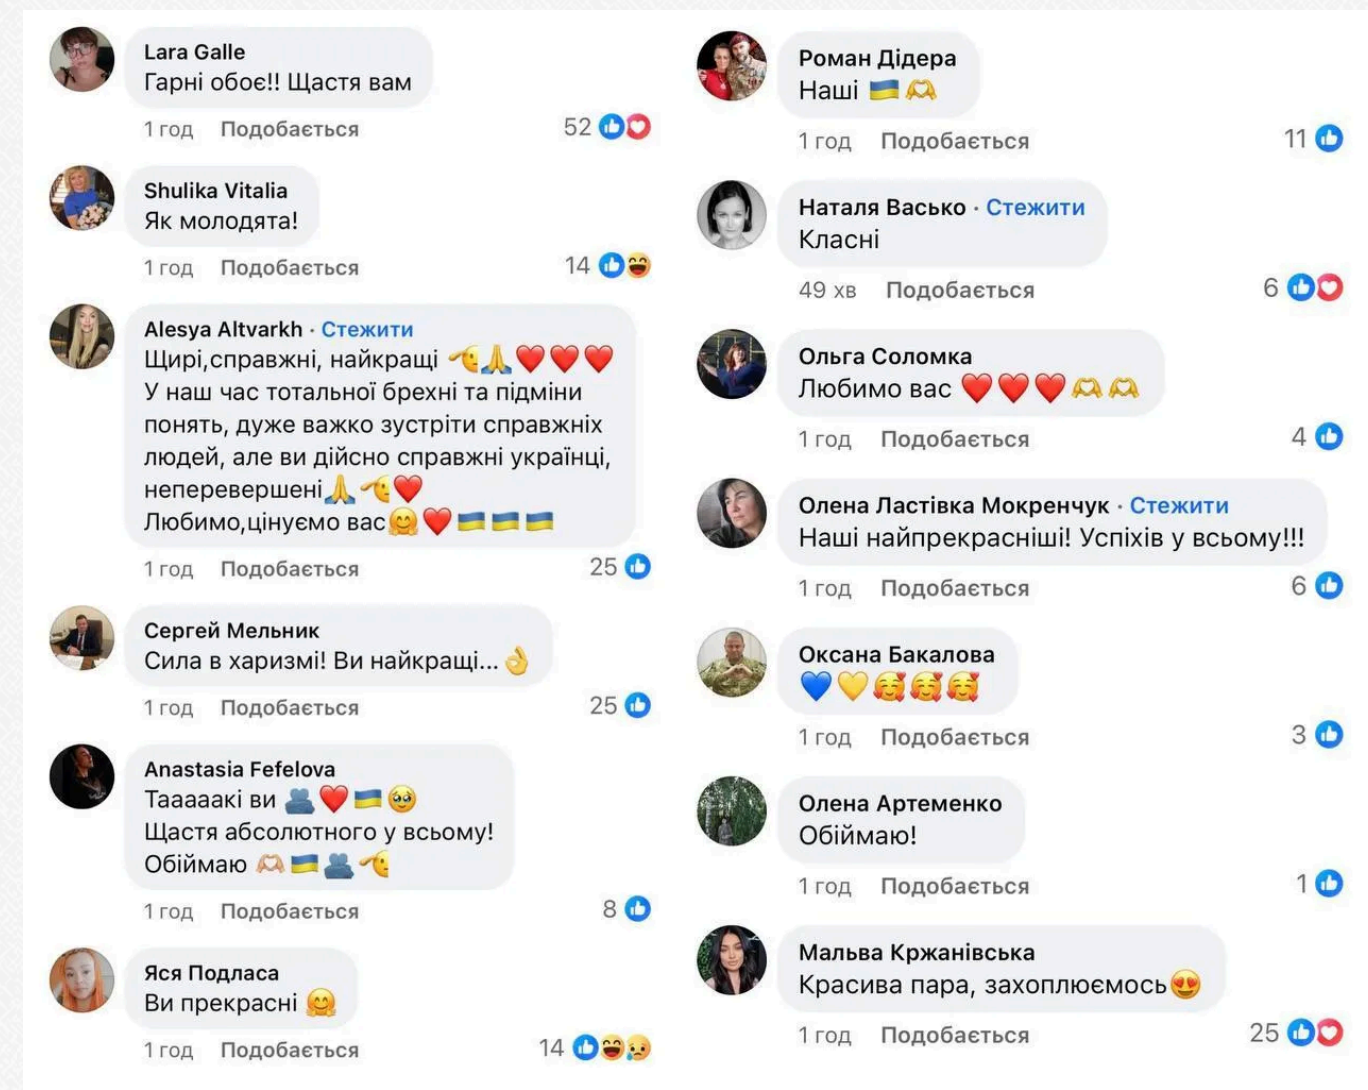 Lara Galle
Гарні обоє!! Щастя вам
1 год Подобається 52
Shulika Vitalia
Як молодята!
1 год Подобається 14
Alesya Altvarkh · Стежити
Щирі,справжні, найкращі 🫡🙏❤️❤️❤️
У наш час тотальної брехні та підміни
понять, дуже важко зустріти справжніх
людей, але ви дійсно справжні українці,
неперевершені🙏🫡❤️
Любимо,цінуємо вас🤗❤️🇺🇦🇺🇦🇺🇦
1 год Подобається 25
Сергей Мельник
Сила в харизмі! Ви найкращі...👌
1 год Подобається 25
Anastasia Fefelova
Тааааакі ви 🫂❤️🇺🇦🥹
Щастя абсолютного у всьому!
Обіймаю 🫶🏼🇺🇦🫂🫡
1 год Подобається 8
Яся Подласа
Ви прекрасні 🤗
1 год Подобається 14
Роман Дідера
Наші 🇺🇦🫶
1 год Подобається 11
Наталя Васько · Стежити
Класні
49 хв Подобається 6
Ольга Соломка
Любимо вас ❤️❤️❤️🫶🫶
1 год Подобається 4
Олена Ластівка Мокренчук · Стежити
Наші найпрекрасніші! Успіхів у всьому!!!
1 год Подобається 6
Оксана Бакалова
💙💛🥰🥰🥰
1 год Подобається 3
Олена Артеменко
Обіймаю!
1 год Подобається 1
Мальва Кржанівська
Красива пара, захоплюємось😍
1 год Подобається 25